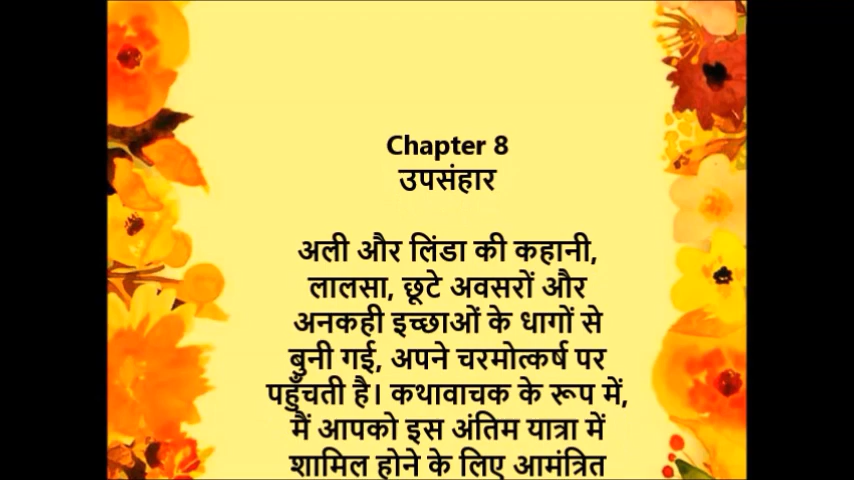 Chapter 8
उपसंहार
अली और लिंडा की कहानी,
लालसा, छूटे अवसरों और
अनकही इच्छाओं के धागों से
बुनी गई, अपने चरमोत्कर्ष पर
पहुँचती है। कथावाचक के रूप में,
मैं आपको इस अंतिम यात्रा में
शामिल होने के लिए आमंत्रित